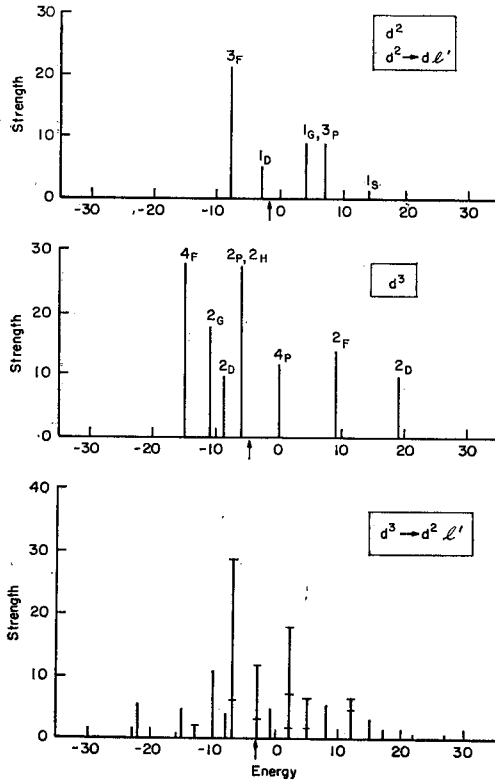 d²
d² → dℓ'
Strength
30
20
10
0
3F
1D
1G, 3P
1S
-30 -20 -10 0 10 20 30
d³
Strength
30
20
10
0
4F
2G
2D
2P, 2H
4P
2F
2D
-30 -20 -10 0 10 20 30
d³ → d² ℓ'
Strength
40
30
20
10
0
-30 -20 -10 0 10 20 30
Energy